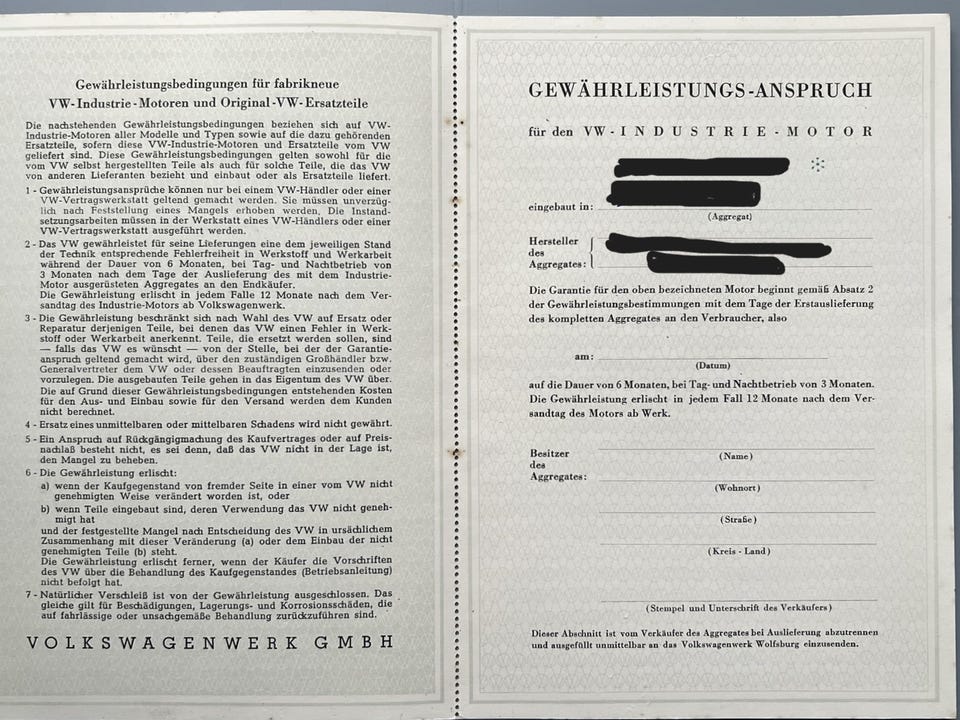 Gewährleistungsbedingungen für fabrikneue
VW-Industrie-Motoren und Original-VW-Ersatzteile
Die nachstehenden Gewährleistungsbedingungen beziehen sich auf VW-
Industrie-Motoren aller Modelle und Typen sowie auf die dazu gehörenden
Ersatzteile, sofern diese VW-Industrie-Motoren und Ersatzteile vom VW
geliefert sind. Diese Gewährleistungsbedingungen gelten sowohl für die
vom VW selbst hergestellten Teile als auch für solche Teile, die das VW
von anderen Lieferanten bezieht und einbaut oder als Ersatzteile liefert.
1 - Gewährleistungsansprüche können nur bei einem VW-Händler oder einer
VW-Vertragswerkstatt geltend gemacht werden. Sie müssen unverzüg-
lich nach Feststellung eines Mangels erhoben werden. Die Instand-
setzungsarbeiten müssen in der Werkstatt eines VW-Händlers oder einer
VW-Vertragswerkstatt ausgeführt werden.
2 - Das VW gewährleistet für seine Lieferungen eine dem jeweiligen Stand
der Technik entsprechende Fehlerfreiheit in Werkstoff und Werkarbeit
während der Dauer von 6 Monaten, bei Tag- und Nachtbetrieb von
3 Monaten nach dem Tage der Auslieferung des mit dem Industrie-
Motor ausgerüsteten Aggregates an den Endkäufer.
Die Gewährleistung erlischt in jedem Falle 12 Monate nach dem Ver-
sandtag des Industrie-Motors ab Volkswagenwerk.
3 - Die Gewährleistung beschränkt sich nach Wahl des VW auf Ersatz oder
Reparatur derjenigen Teile, bei denen das VW einen Fehler in Werk-
stoff oder Werkarbeit anerkennt. Teile, die ersetzt werden sollen, sind
— falls das VW es wünscht — von der Stelle, bei der der Garantie-
anspruch geltend gemacht wird, über den zuständigen Großhändler bzw.
Generalvertreter dem VW oder dessen Beauftragten einzusenden oder
vorzulegen. Die ausgebauten Teile gehen in das Eigentum des VW über.
Die auf Grund dieser Gewährleistungsbedingungen entstehenden Kosten
für den Aus- und Einbau sowie für den Versand werden dem Kunden
nicht berechnet.
4 - Ersatz eines unmittelbaren oder mittelbaren Schadens wird nicht gewährt.
5 - Ein Anspruch auf Rückgängigmachung des Kaufvertrages oder auf Preis-
nachlaß besteht nicht, es sei denn, daß das VW nicht in der Lage ist,
den Mangel zu beheben.
6 - Die Gewährleistung erlischt:
a) wenn der Kaufgegenstand von fremder Seite in einer vom VW nicht
genehmigten Weise verändert worden ist, oder
b) wenn Teile eingebaut sind, deren Verwendung das VW nicht geneh-
migt hat
und der festgestellte Mangel nach Entscheidung des VW in ursächlichem
Zusammenhang mit dieser Veränderung (a) oder dem Einbau der nicht
genehmigten Teile (b) steht.
Die Gewährleistung erlischt ferner, wenn der Käufer die Vorschriften
des VW über die Behandlung des Kaufgegenstandes (Betriebsanleitung)
nicht befolgt hat.
7 - Natürlicher Verschleiß ist von der Gewährleistung ausgeschlossen. Das
gleiche gilt für Beschädigungen, Lagerungs- und Korrosionsschäden, die
auf fahrlässige oder unsachgemäße Behandlung zurückzuführen sind.
VOLKSWAGENWERK GMBH
GEWÄHRLEISTUNGS-ANSPRUCH
für den VW-INDUSTRIE-MOTOR
eingebaut in:
(Aggregat)
Hersteller
des
Aggregates:
Die Garantie für den oben bezeichneten Motor beginnt gemäß Absatz 2
der Gewährleistungsbestimmungen mit dem Tage der Erstauslieferung
des kompletten Aggregates an den Verbraucher, also
am:
(Datum)
auf die Dauer von 6 Monaten, bei Tag- und Nachtbetrieb von 3 Monaten.
Die Gewährleistung erlischt in jedem Fall 12 Monate nach dem Ver-
sandtag des Motors ab Werk.
Besitzer
des
Aggregates:
(Name)
(Wohnort)
(Straße)
(Kreis - Land)
(Stempel und Unterschrift des Verkäufers)
Dieser Abschnitt ist vom Verkäufer des Aggregates bei Auslieferung abzutrennen
und ausgefüllt unmittelbar an das Volkswagenwerk Wolfsburg einzusenden.